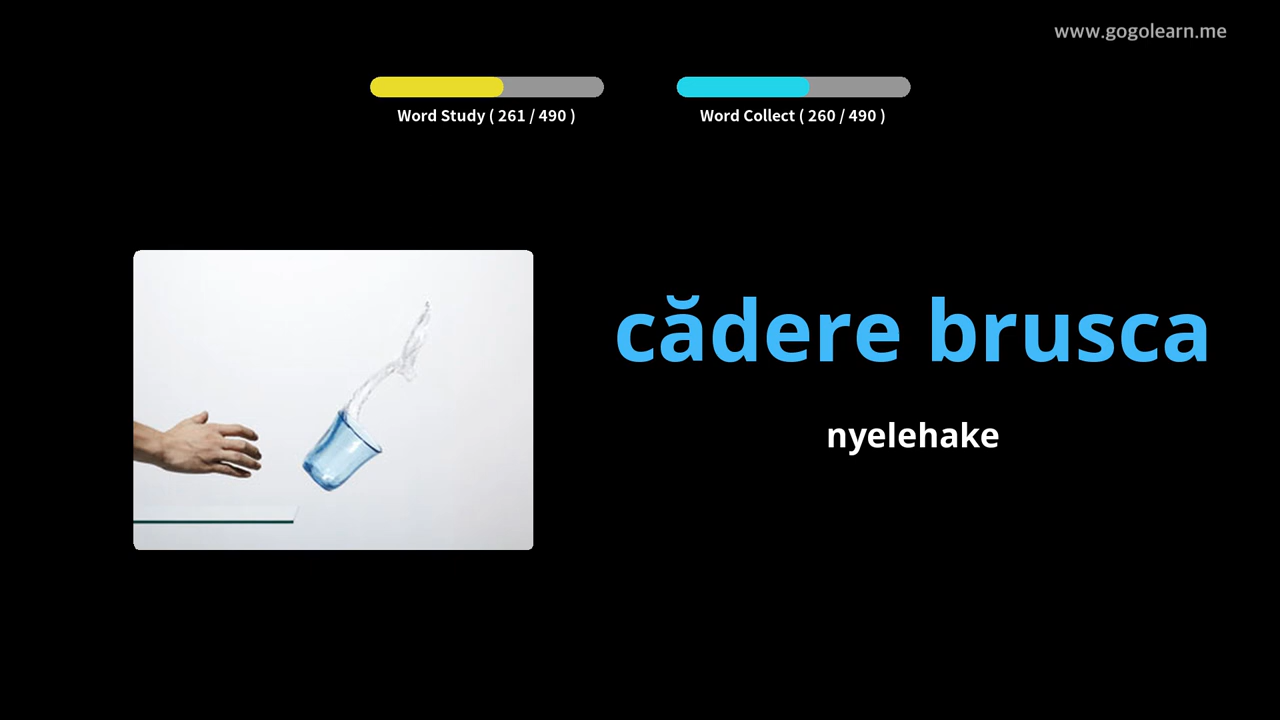 www.gogolearn.me
Word Study ( 261 / 490 )
Word Collect ( 260 / 490 )
cădere brusca
nyelehake